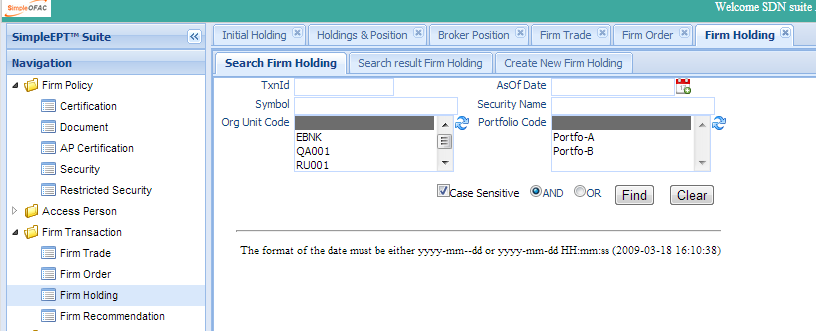 SimpleOFAC
Welcome SDN suite
SimpleEPT™ Suite
Initial Holding
Holdings & Position
Broker Position
Firm Trade
Firm Order
Firm Holding
Navigation
Firm Policy
Certification
Document
AP Certification
Security
Restricted Security
Access Person
Firm Transaction
Firm Trade
Firm Order
Firm Holding
Firm Recommendation
Search Firm Holding
Search result Firm Holding
Create New Firm Holding
TxnId
AsOf Date
Symbol
Security Name
Org Unit Code
EBNK
QA001
RU001
Portfolio Code
Portfo-A
Portfo-B
Case Sensitive
AND
OR
Find
Clear
The format of the date must be either yyyy-mm--dd or yyyy-mm-dd HH:mm:ss (2009-03-18 16:10:38)